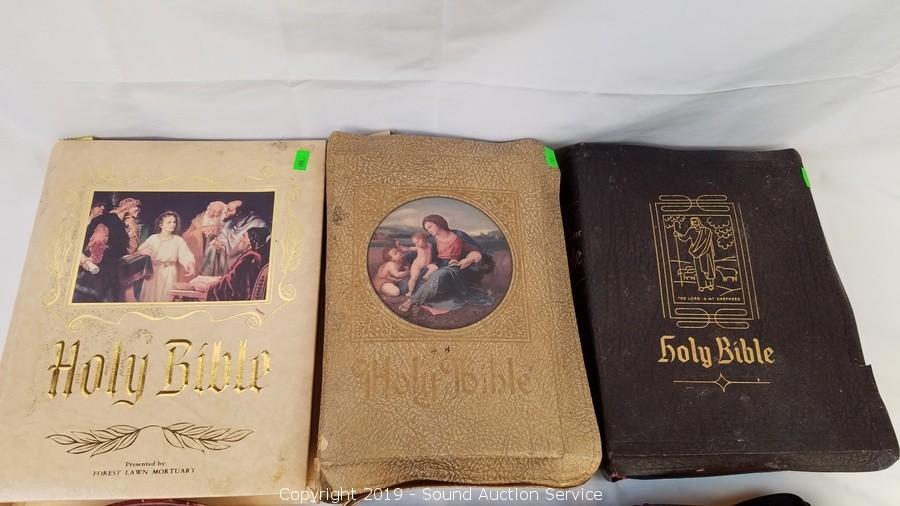 Holy Bible
Presented by
FOREST LAWN MORTUARY
Holy Bible
THE LORD IS MY SHEPHERD
Holy Bible
Copyright 2019 - Sound Auction Service